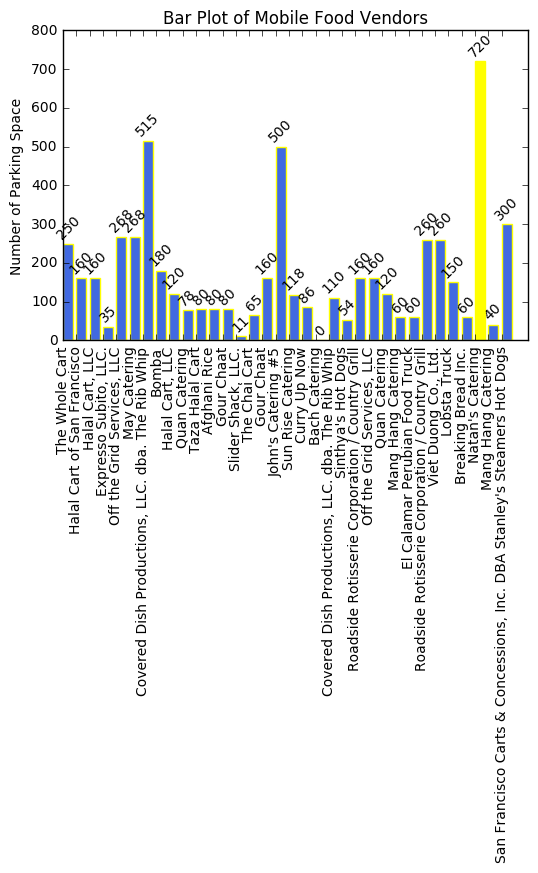 Bar Plot of Mobile Food Vendors
Number of Parking Space
800
700
600
500
400
300
200
100
0
250
160
160
35
268
268
515
180
120
78
80
80
80
11
65
160
500
118
86
0
110
54
160
160
120
60
60
260
260
150
60
720
40
300
The Whole Cart
Halal Cart of San Francisco
Halal Cart, LLC
Expresso Subito, LLC.
Off the Grid Services, LLC
May Catering
Covered Dish Productions, LLC. dba. The Rib Whip
Bomba
Halal Cart, LLC
Quan Catering
Taza Halal Cart
Afghani Rice
Gour Chaat
Slider Shack, LLC.
The Chai Cart
Gour Chaat
John's Catering #5
Sun Rise Catering
Curry Up Now
Bach Catering
Covered Dish Productions, LLC. dba. The Rib Whip
Sinthya's Hot Dogs
Roadside Rotisserie Corporation / Country Grill
Off the Grid Services, LLC
Quan Catering
Mang Hang Catering
El Calamar Perubian Food Truck
Roadside Rotisserie Corporation / Country Grill
Viet Duong Co., Ltd.
Lobsta Truck
Breaking Bread Inc.
Natan's Catering
Mang Hang Catering
San Francisco Carts & Concessions, Inc. DBA Stanley's Steamers Hot Dogs